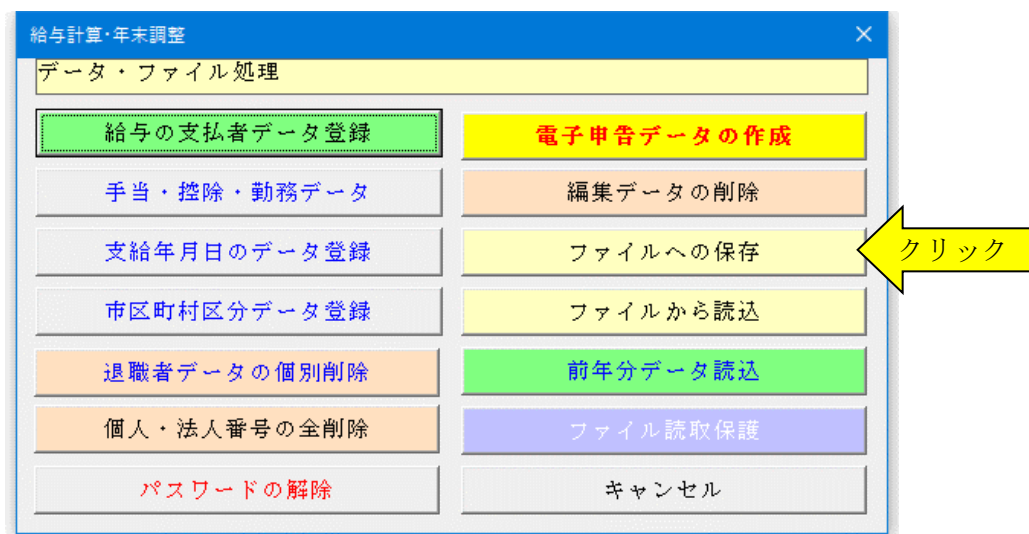 給与計算･年末調整
データ・ファイル処理
給与の支払者データ登録
電子申告データの作成
手当・控除・勤務データ
編集データの削除
支給年月日のデータ登録
ファイルへの保存
クリック
市区町村区分データ登録
ファイルから読込
退職者データの個別削除
前年分データ読込
個人・法人番号の全削除
ファイル読取保護
パスワードの解除
キャンセル